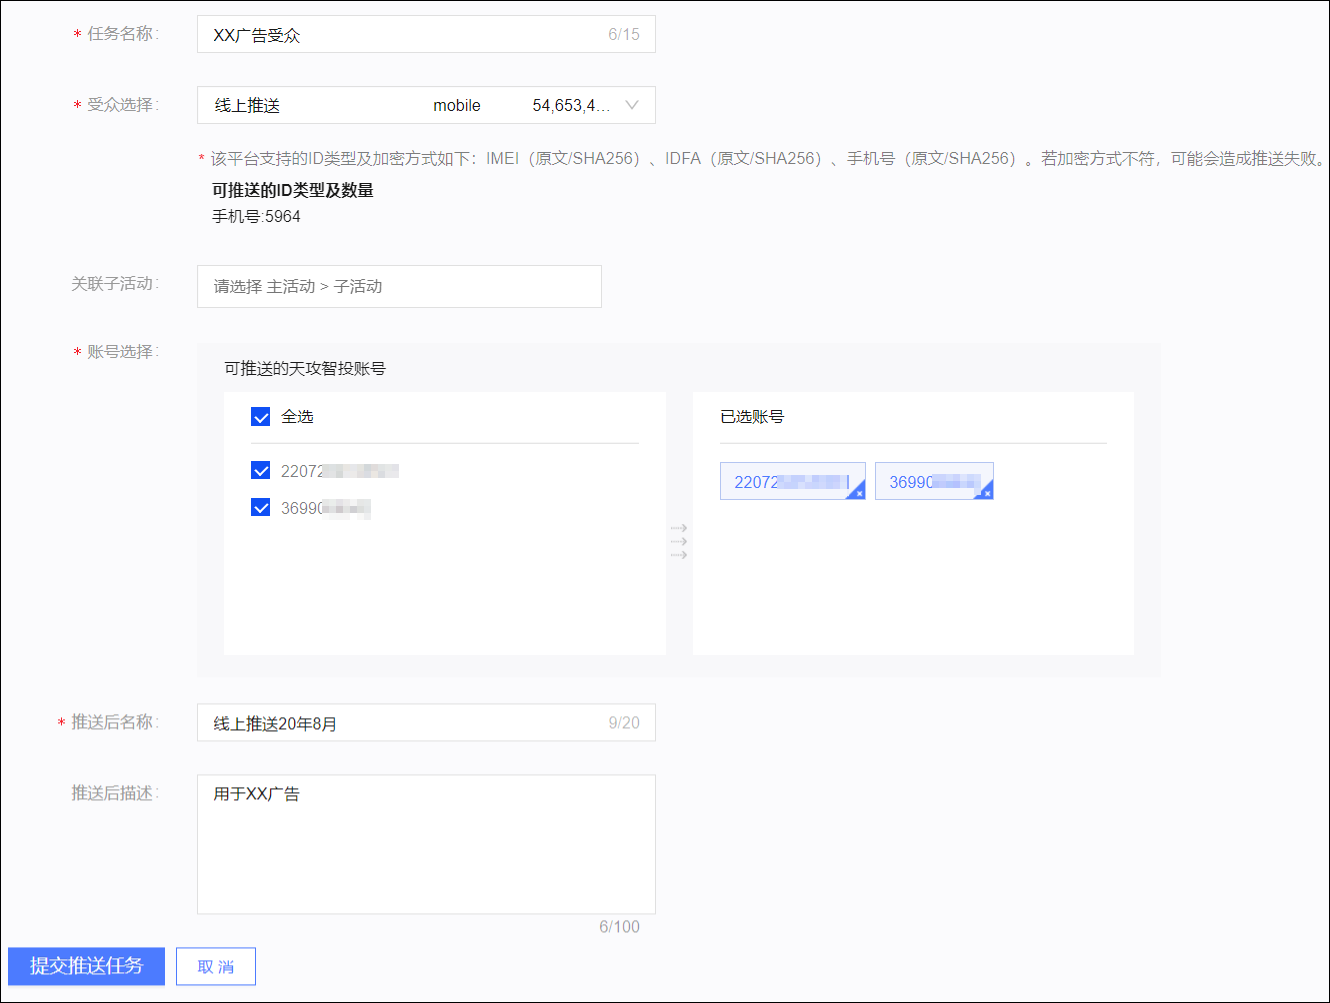 * 任务名称:
XX广告受众 6/15
* 受众选择:
线上推送 mobile 54,653,4...
* 该平台支持的ID类型及加密方式如下：IMEI（原文/SHA256）、IDFA（原文/SHA256）、手机号（原文/SHA256）。若加密方式不符，可能会造成推送失败。
可推送的ID类型及数量
手机号:5964
关联子活动:
请选择 主活动 > 子活动
* 账号选择:
可推送的天攻智投账号
全选
22072
36990
已选账号
22072
36990
* 推送后名称:
线上推送20年8月 9/20
推送后描述:
用于XX广告
6/100
提交推送任务
取 消